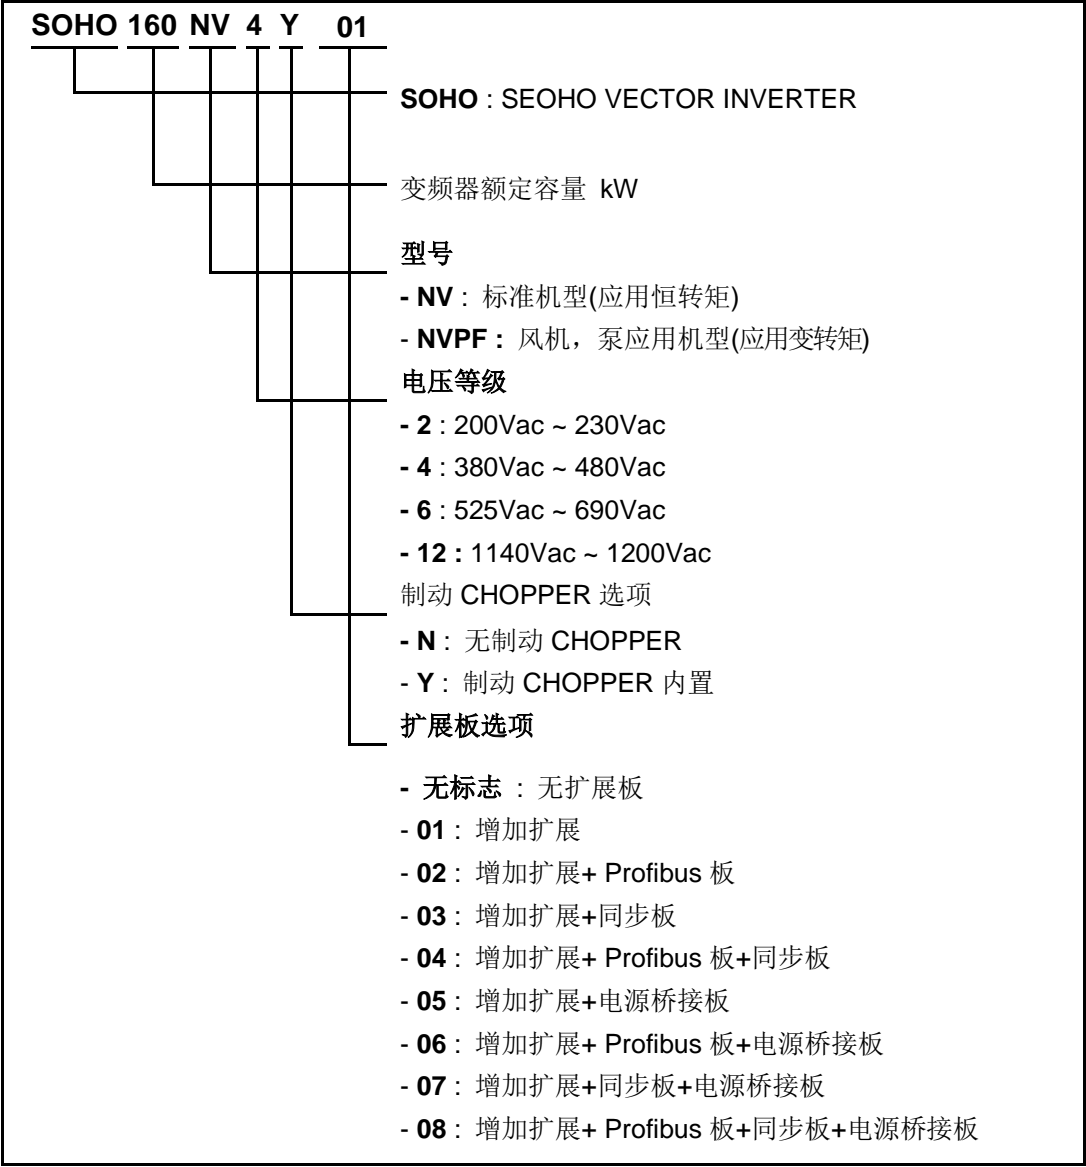 SOHO 160 NV 4 Y 01
SOHO : SEOHO VECTOR INVERTER
变频器额定容量 kW
型号
- NV : 标准机型(应用恒转矩)
- NVPF : 风机，泵应用机型(应用变转矩)
电压等级
- 2 : 200Vac ~ 230Vac
- 4 : 380Vac ~ 480Vac
- 6 : 525Vac ~ 690Vac
- 12 : 1140Vac ~ 1200Vac
制动 CHOPPER 选项
- N : 无制动 CHOPPER
- Y : 制动 CHOPPER 内置
扩展板选项
- 无标志 : 无扩展板
- 01 : 增加扩展
- 02 : 增加扩展+ Profibus 板
- 03 : 增加扩展+同步板
- 04 : 增加扩展+ Profibus 板+同步板
- 05 : 增加扩展+电源桥接板
- 06 : 增加扩展+ Profibus 板+电源桥接板
- 07 : 增加扩展+同步板+电源桥接板
- 08 : 增加扩展+ Profibus 板+同步板+电源桥接板